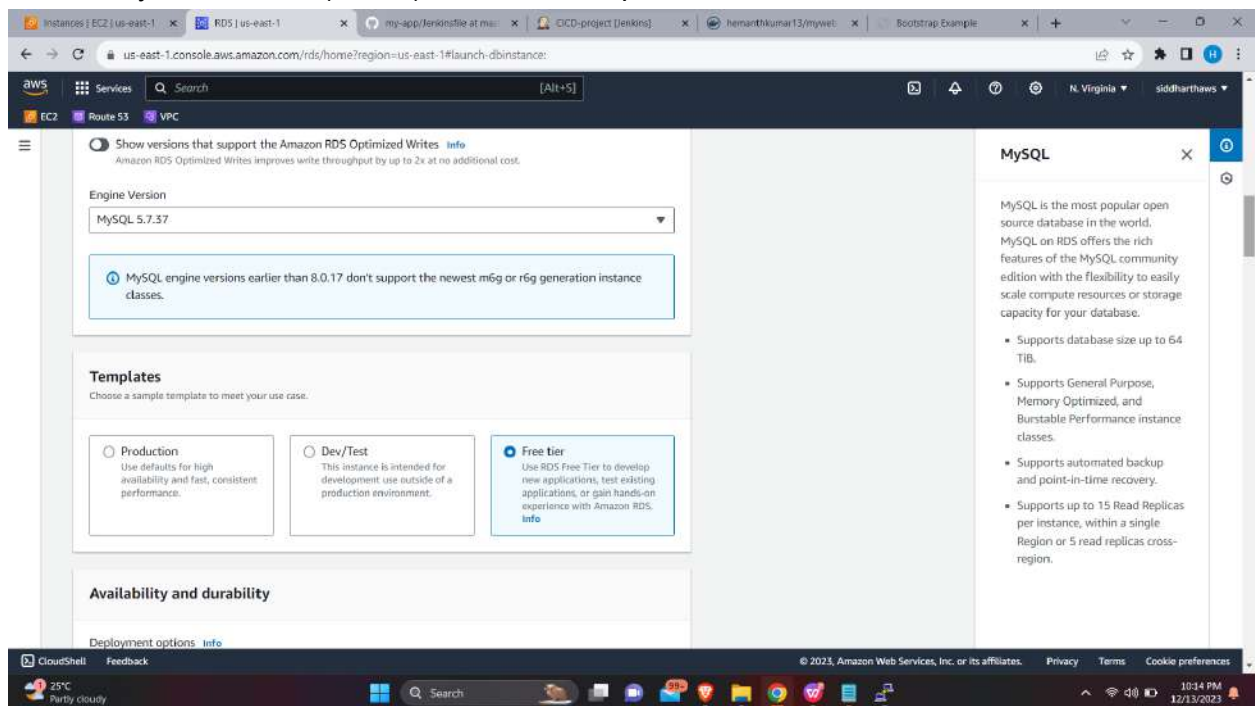 Instances | EC2 | us-east-1
RDS | us-east-1
my-app/Jenkinsfile at mai
CICD-project [Jenkins]
hemanthkumar13/myweb
Bootstrap Example
us-east-1.console.aws.amazon.com/rds/home?region=us-east-1#launch-dbinstance:
H
aws
Services
Search
[Alt+S]
N. Virginia
siddharthaws
EC2
Route 53
VPC
Show versions that support the Amazon RDS Optimized Writes Info
Amazon RDS Optimized Writes improves write throughput by up to 2x at no additional cost.
Engine Version
MySQL 5.7.37
MySQL engine versions earlier than 8.0.17 don't support the newest m6g or r6g generation instance
classes.
Templates
Choose a sample template to meet your use case.
Production
Use defaults for high
availability and fast, consistent
performance.
Dev/Test
This instance is intended for
development use outside of a
production environment.
Free tier
Use RDS Free Tier to develop
new applications, test existing
applications, or gain hands-on
experience with Amazon RDS.
Info
Availability and durability
Deployment options Info
MySQL
MySQL is the most popular open
source database in the world.
MySQL on RDS offers the rich
features of the MySQL community
edition with the flexibility to easily
scale compute resources or storage
capacity for your database.
Supports database size up to 64
TiB.
Supports General Purpose,
Memory Optimized, and
Burstable Performance instance
classes.
Supports automated backup
and point-in-time recovery.
Supports up to 15 Read Replicas
per instance, within a single
Region or 5 read replicas cross-
region.
CloudShell
Feedback
© 2023, Amazon Web Services, Inc. or its affiliates.
Privacy
Terms
Cookie preferences
25°C
Partly cloudy
Search
99+
10:14 PM
12/13/2023